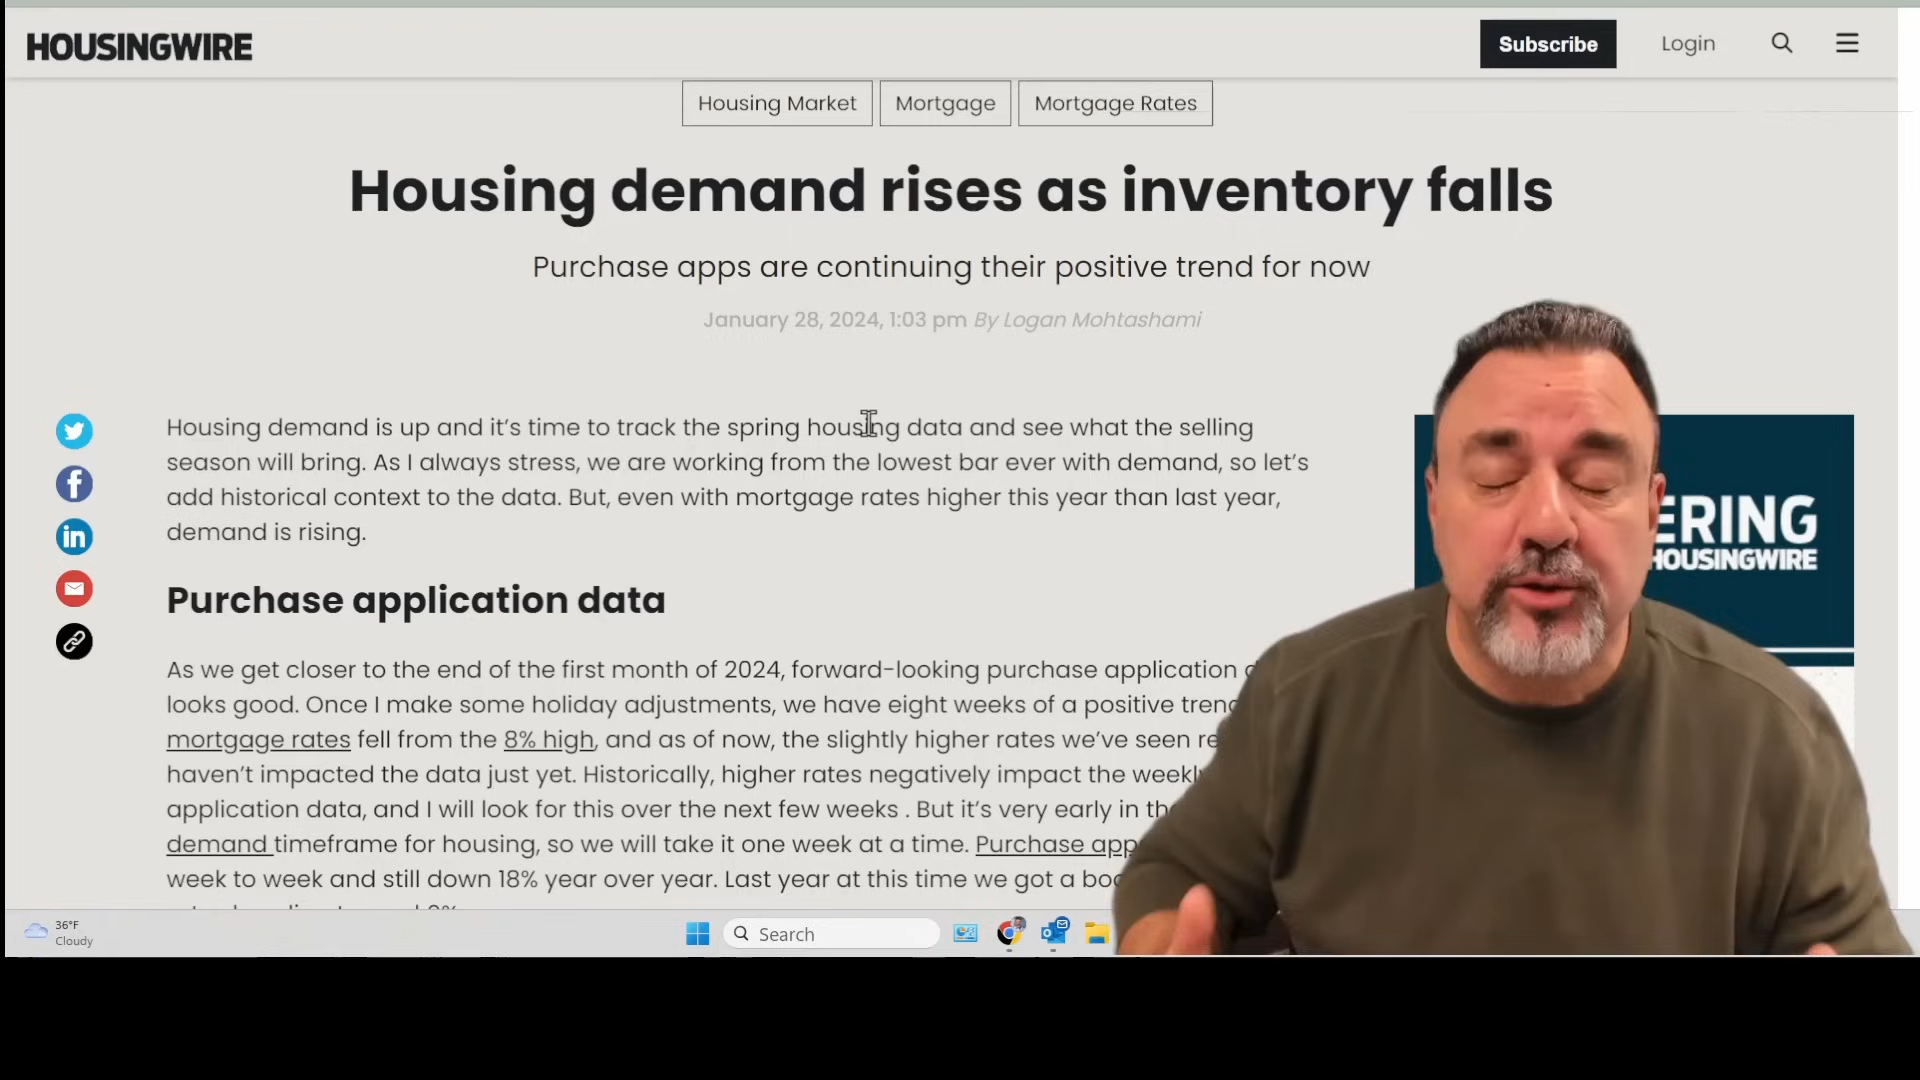 HOUSINGWIRE
Subscribe
Login
Housing Market
Mortgage
Mortgage Rates
Housing demand rises as inventory falls
Purchase apps are continuing their positive trend for now
January 28, 2024, 1:03 pm By Logan Mohtashami
Housing demand is up and it’s time to track the spring housing data and see what the selling
season will bring. As I always stress, we are working from the lowest bar ever with demand, so let’s
add historical context to the data. But, even with mortgage rates higher this year than last year,
demand is rising.
ERING
HOUSINGWIRE
Purchase application data
As we get closer to the end of the first month of 2024, forward-looking purchase application
looks good. Once I make some holiday adjustments, we have eight weeks of a positive
mortgage rates fell from the 8% high, and as of now, the slightly higher rates we’ve seen
haven’t impacted the data just yet. Historically, higher rates negatively impact the
application data, and I will look for this over the next few weeks . But it’s very early in
demand timeframe for housing, so we will take it one week at a time. Purchase
week to week and still down 18% year over year. Last year at this time we got a
36°F
Cloudy
Search